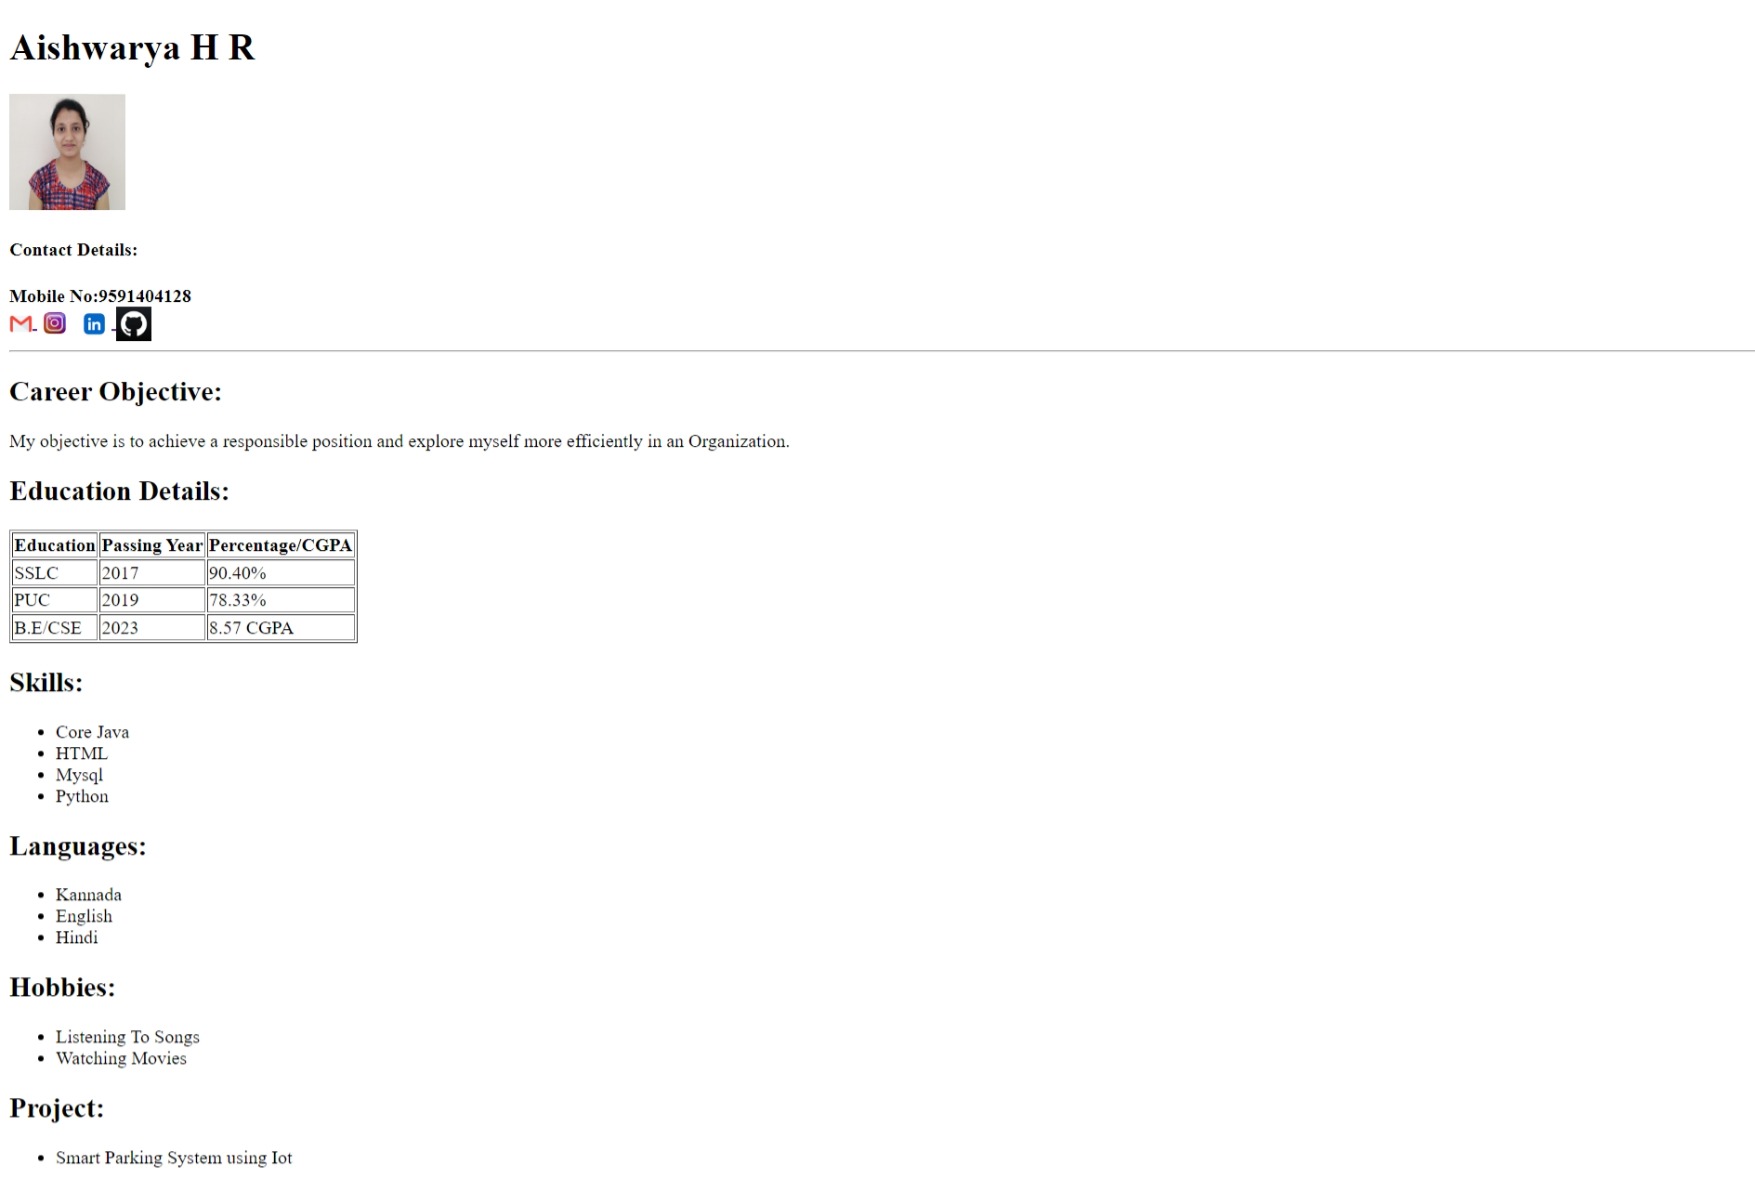 Aishwarya H R
Contact Details:
Mobile No:9591404128
Career Objective:
My objective is to achieve a responsible position and explore myself more efficiently in an Organization.
Education Details:
Education Passing Year Percentage/CGPA
SSLC 2017 90.40%
PUC 2019 78.33%
B.E/CSE 2023 8.57 CGPA
Skills:
Core Java
HTML
Mysql
Python
Languages:
Kannada
English
Hindi
Hobbies:
Listening To Songs
Watching Movies
Project:
Smart Parking System using Iot